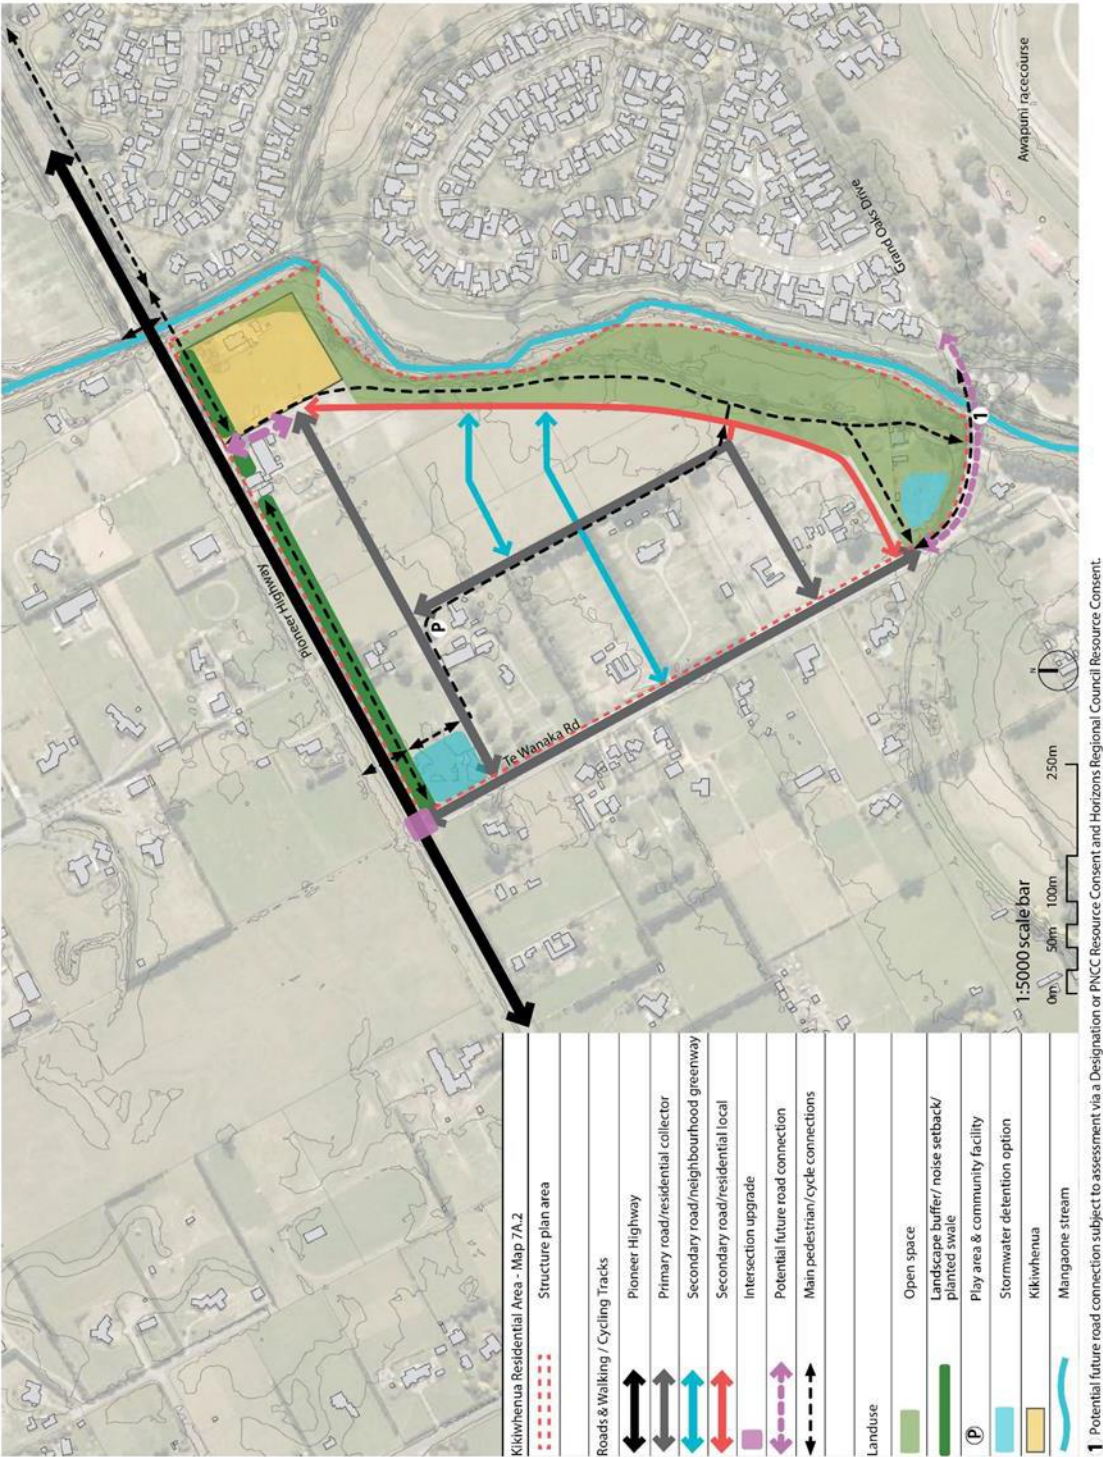 Awapuni racecourse
Grand Oaks Drive
Pioneer Highway
P
Te Wanaka Rd
1
N
1:5000 scale bar
0m 50m 100m 250m
Kikiwhenua Residential Area - Map 7A.2
Structure plan area
Roads & Walking / Cycling Tracks
Pioneer Highway
Primary road/residential collector
Secondary road/neighbourhood greenway
Secondary road/residential local
Intersection upgrade
Potential future road connection
Main pedestrian/cycle connections
Landuse
Open space
Landscape buffer/ noise setback/
planted swale
P Play area & community facility
Stormwater detention option
Kikiwhenua
Mangaone stream
1 Potential future road connection subject to assessment via a Designation or PNCC Resource Consent and Horizons Regional Council Resource Consent.